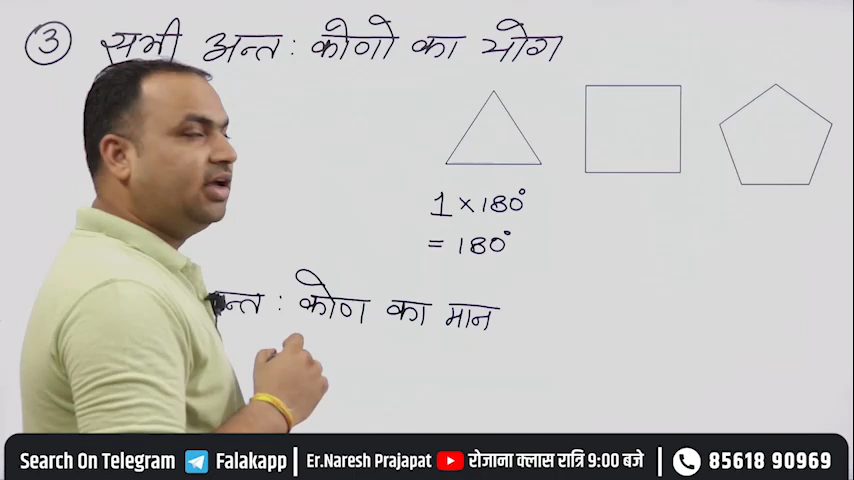 ③ सभी अन्त: कोणो का योग
1 × 180°
= 180°
न्त : कोण का मान
Search On Telegram Falakapp | Er.Naresh Prajapat रोजाना क्लास रात्रि 9:00 बजे | 85618 90969